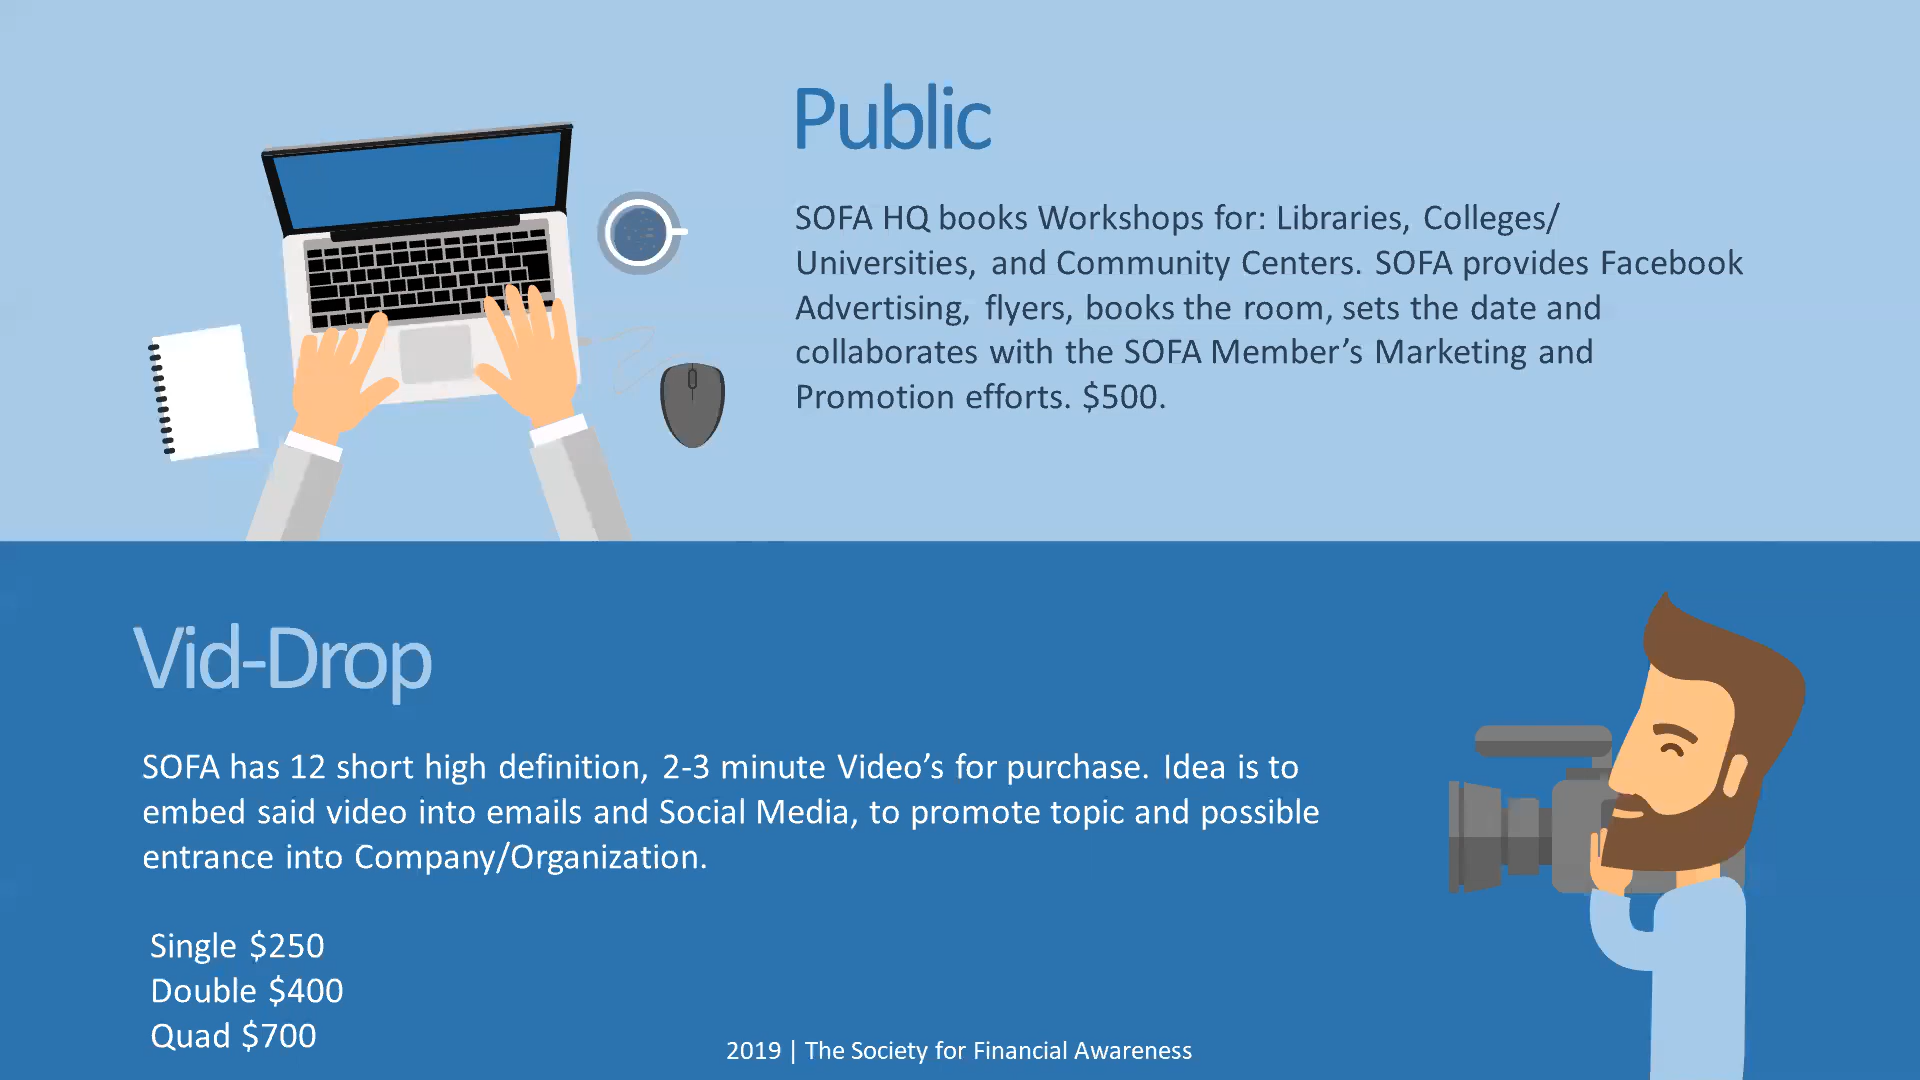 Public
SOFA HQ books Workshops for: Libraries, Colleges/
Universities, and Community Centers. SOFA provides Facebook
Advertising, flyers, books the room, sets the date and
collaborates with the SOFA Member’s Marketing and
Promotion efforts. $500.
Vid-Drop
SOFA has 12 short high definition, 2-3 minute Video’s for purchase. Idea is to
embed said video into emails and Social Media, to promote topic and possible
entrance into Company/Organization.
Single $250
Double $400
Quad $700
2019 | The Society for Financial Awareness